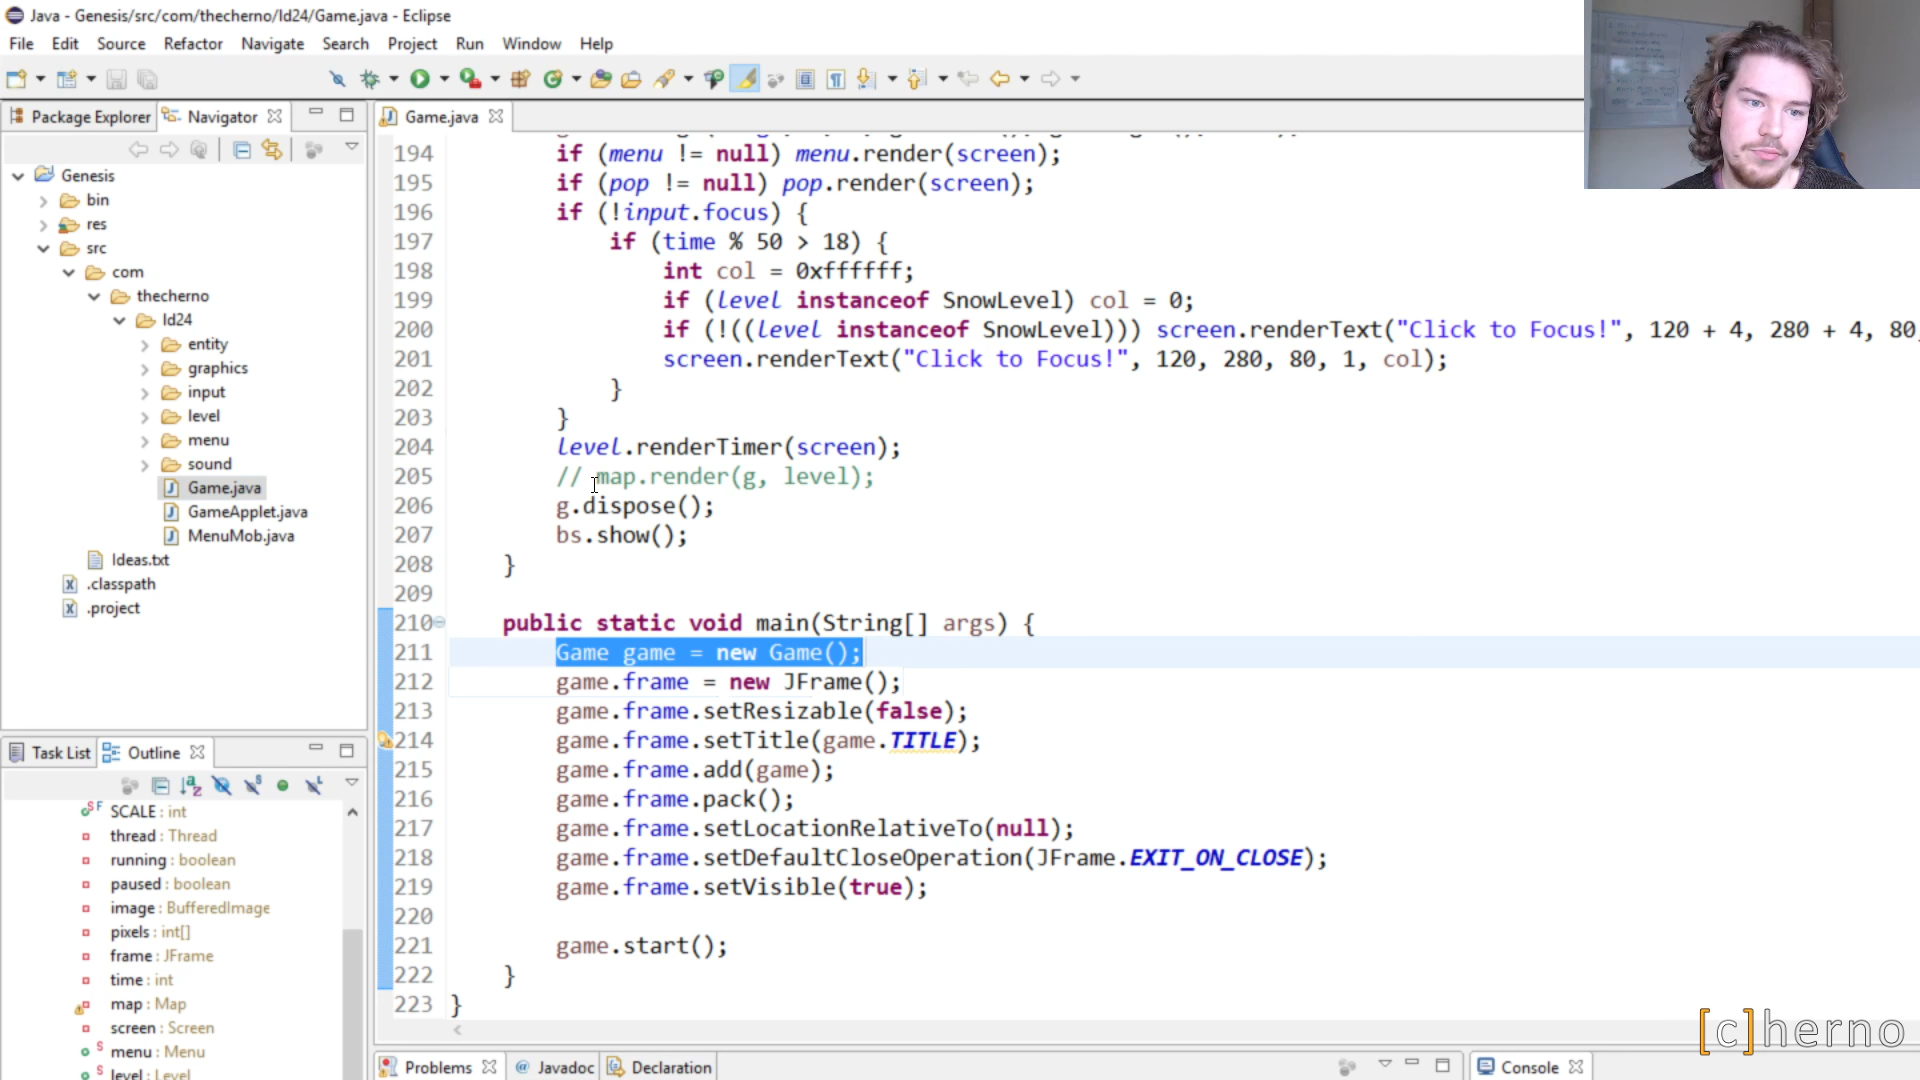 Java - Genesis/src/com/thecherno/ld24/Game.java - Eclipse
File Edit Source Refactor Navigate Search Project Run Window Help
Package Explorer Navigator
Game.java
Genesis
bin
res
src
com
thecherno
ld24
entity
graphics
input
level
menu
sound
Game.java
GameApplet.java
MenuMob.java
Ideas.txt
.classpath
.project
Task List Outline
SCALE : int
thread : Thread
running : boolean
paused : boolean
image : BufferedImage
pixels : int[]
frame : JFrame
time : int
map : Map
screen : Screen
menu : Menu
level : Level
194 if (menu != null) menu.render(screen);
195 if (pop != null) pop.render(screen);
196 if (!input.focus) {
197 if (time % 50 > 18) {
198 int col = 0xffffff;
199 if (level instanceof SnowLevel) col = 0;
200 if (!((level instanceof SnowLevel))) screen.renderText("Click to Focus!", 120 + 4, 280 + 4, 80,
201 screen.renderText("Click to Focus!", 120, 280, 80, 1, col);
202 }
203 }
204 level.renderTimer(screen);
205 // map.render(g, level);
206 g.dispose();
207 bs.show();
208 }
209
210 public static void main(String[] args) {
211 Game game = new Game();
212 game.frame = new JFrame();
213 game.frame.setResizable(false);
214 game.frame.setTitle(game.TITLE);
215 game.frame.add(game);
216 game.frame.pack();
217 game.frame.setLocationRelativeTo(null);
218 game.frame.setDefaultCloseOperation(JFrame.EXIT_ON_CLOSE);
219 game.frame.setVisible(true);
220
221 game.start();
222 }
223 }
Problems Javadoc Declaration
Console
[c]herno